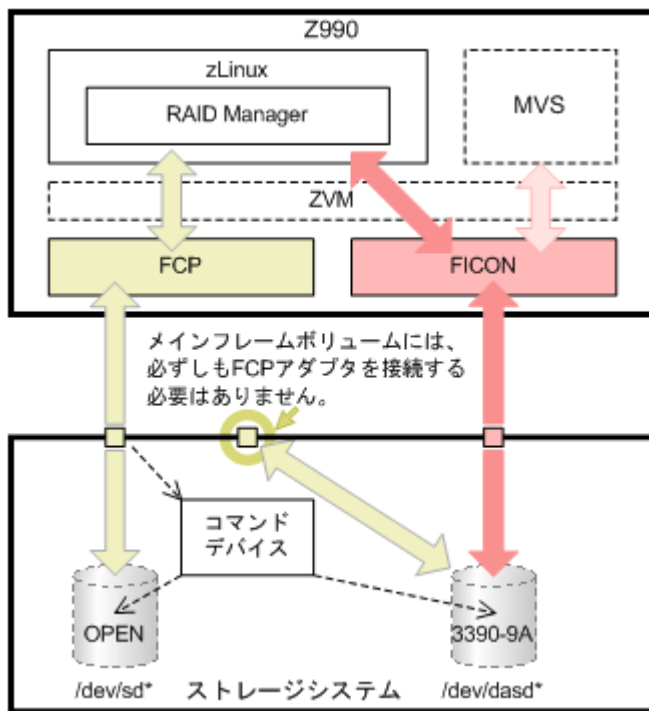 Z990
zLinux
RAID Manager
MVS
ZVM
FCP
FICON
メインフレームボリュームには、
必ずしもFCPアダプタを接続する
必要はありません。
コマンド
デバイス
OPEN
3390-9A
/dev/sd*
ストレージシステム
/dev/dasd*